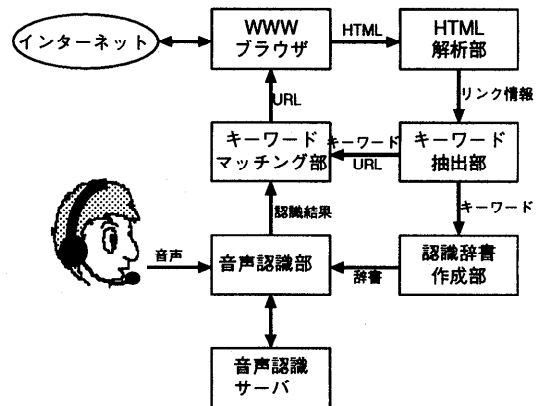 インターネット
WWW
ブラウザ
HTML
HTML
解析部
URL
リンク情報
キーワード
マッチング部
キーワード
URL
キーワード
抽出部
認識結果
キーワード
音声
音声認識部
辞書
認識辞書
作成部
音声認識
サーバ